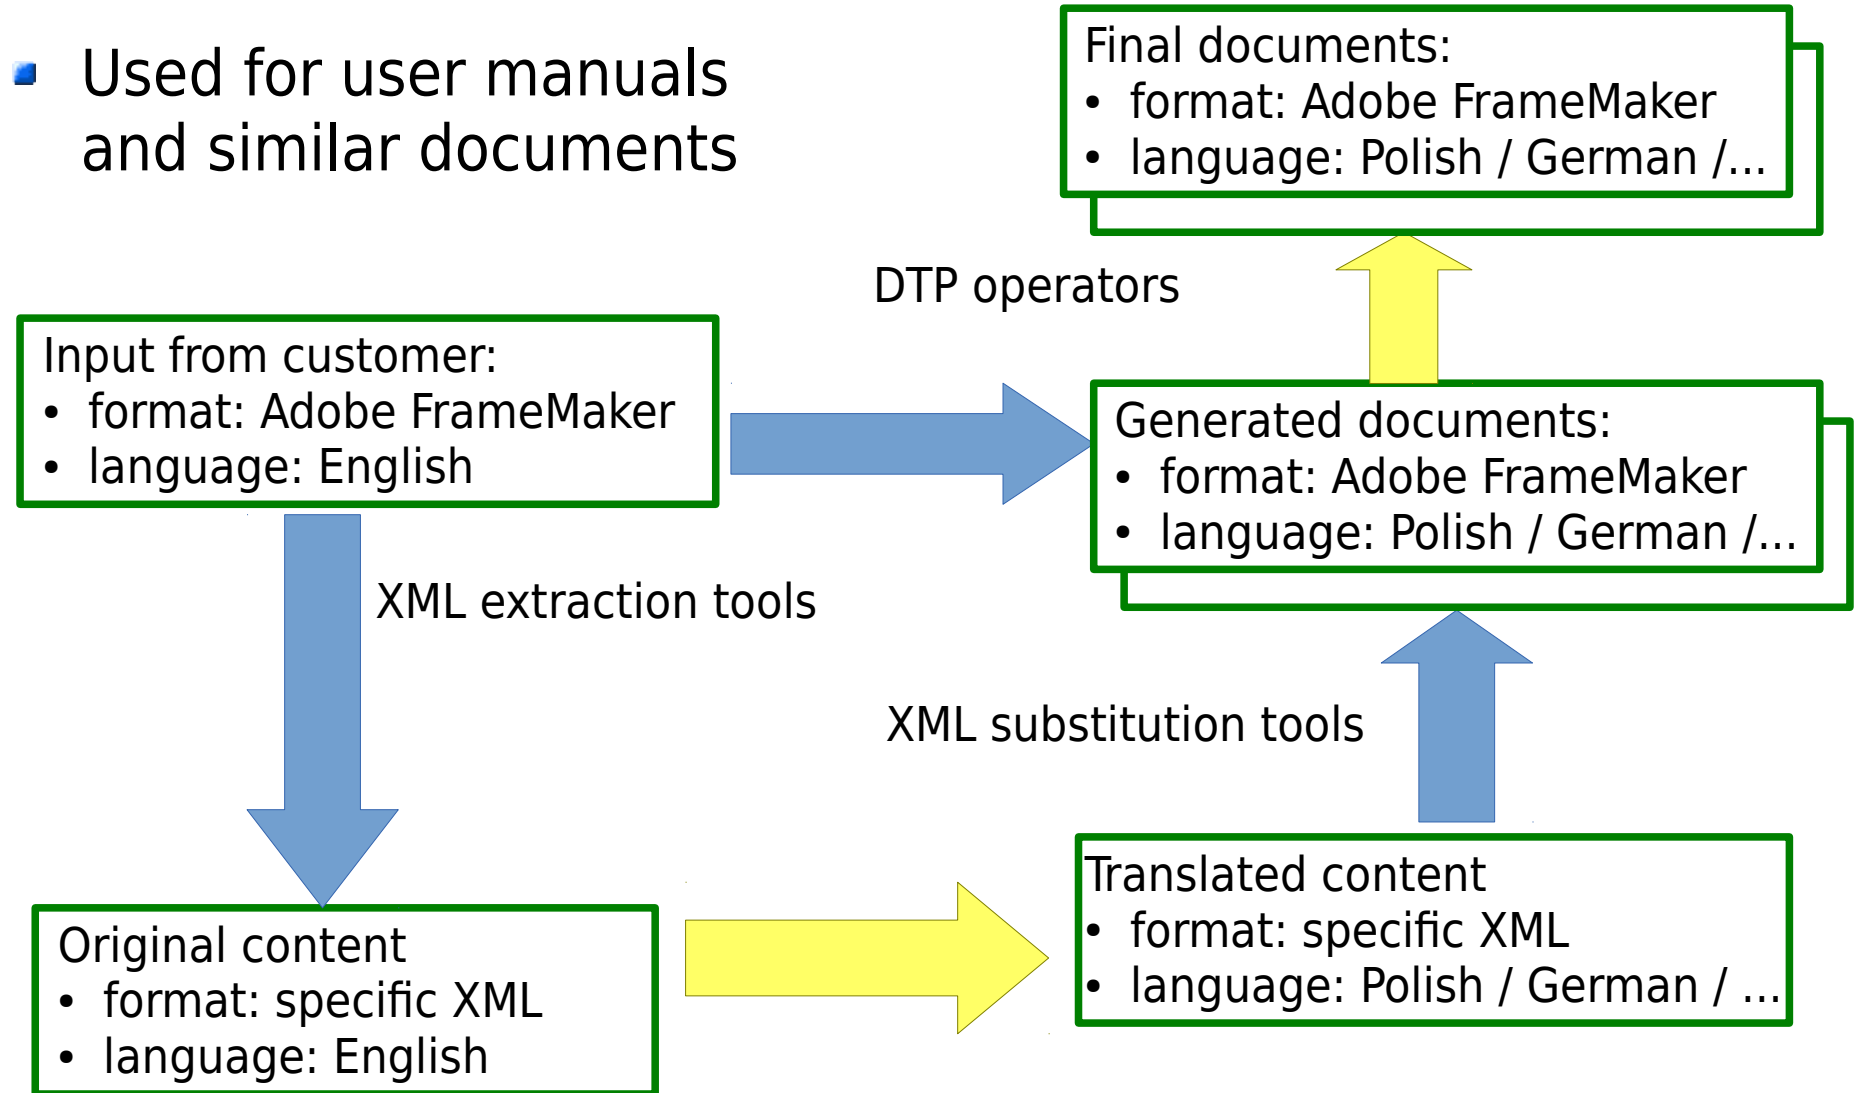 Used for user manuals
and similar documents
Final documents:
• format: Adobe FrameMaker
• language: Polish / German /...
DTP operators
Input from customer:
• format: Adobe FrameMaker
• language: English
Generated documents:
• format: Adobe FrameMaker
• language: Polish / German /...
XML extraction tools
XML substitution tools
Original content
• format: specific XML
• language: English
Translated content
• format: specific XML
• language: Polish / German / ...